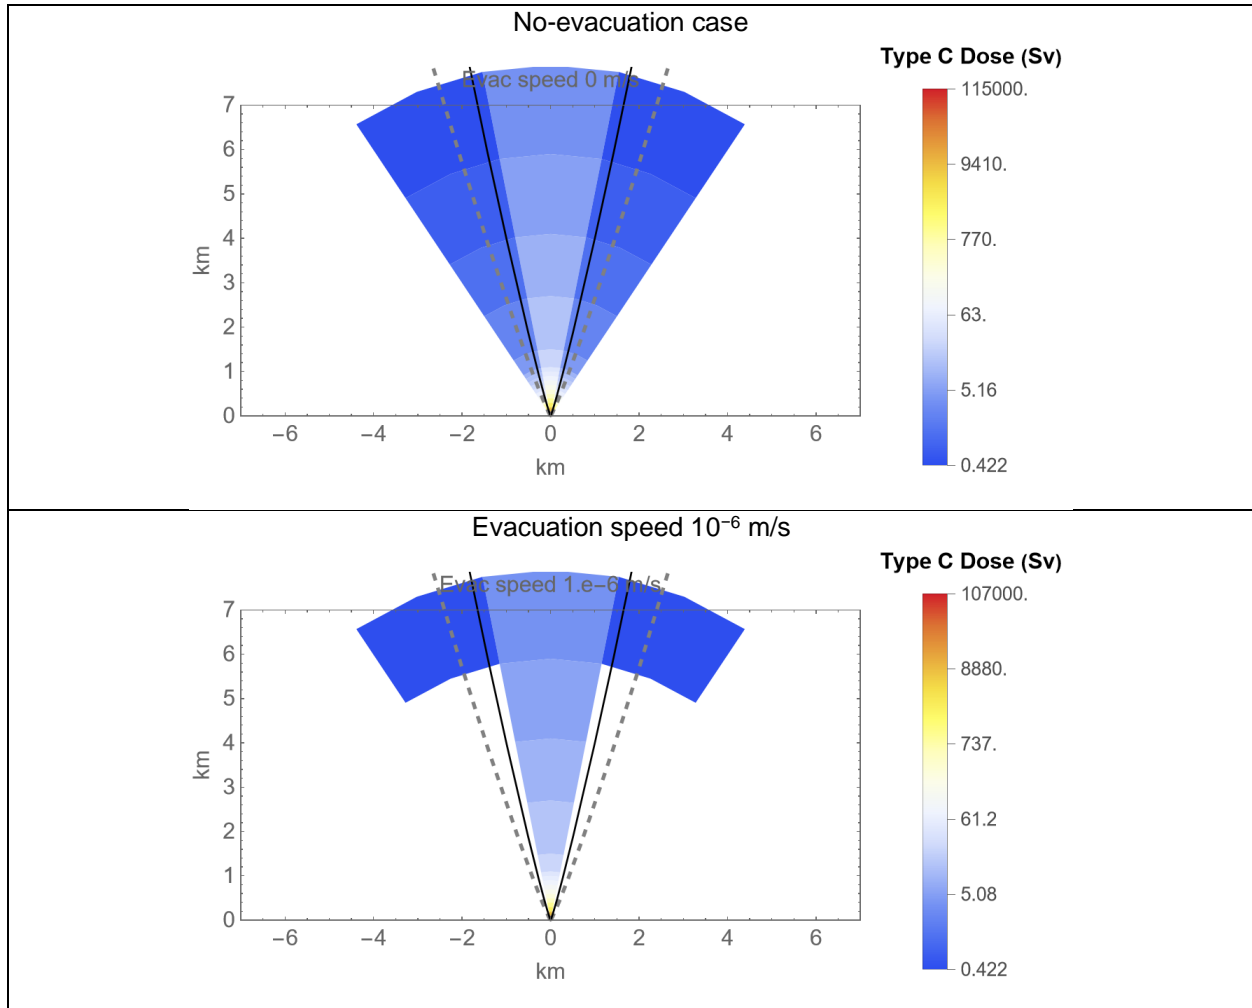 No-evacuation case
Type C Dose (Sv)
Evac speed 0 m/s
115000.
9410.
770.
63.
5.16
0.422
7
6
5
4
3
2
1
0
km
−6 −4 −2 0 2 4 6
km
Evacuation speed 10⁻⁶ m/s
Type C Dose (Sv)
Evac speed 1.e−6 m/s
107000.
8880.
737.
61.2
5.08
0.422
7
6
5
4
3
2
1
0
km
−6 −4 −2 0 2 4 6
km